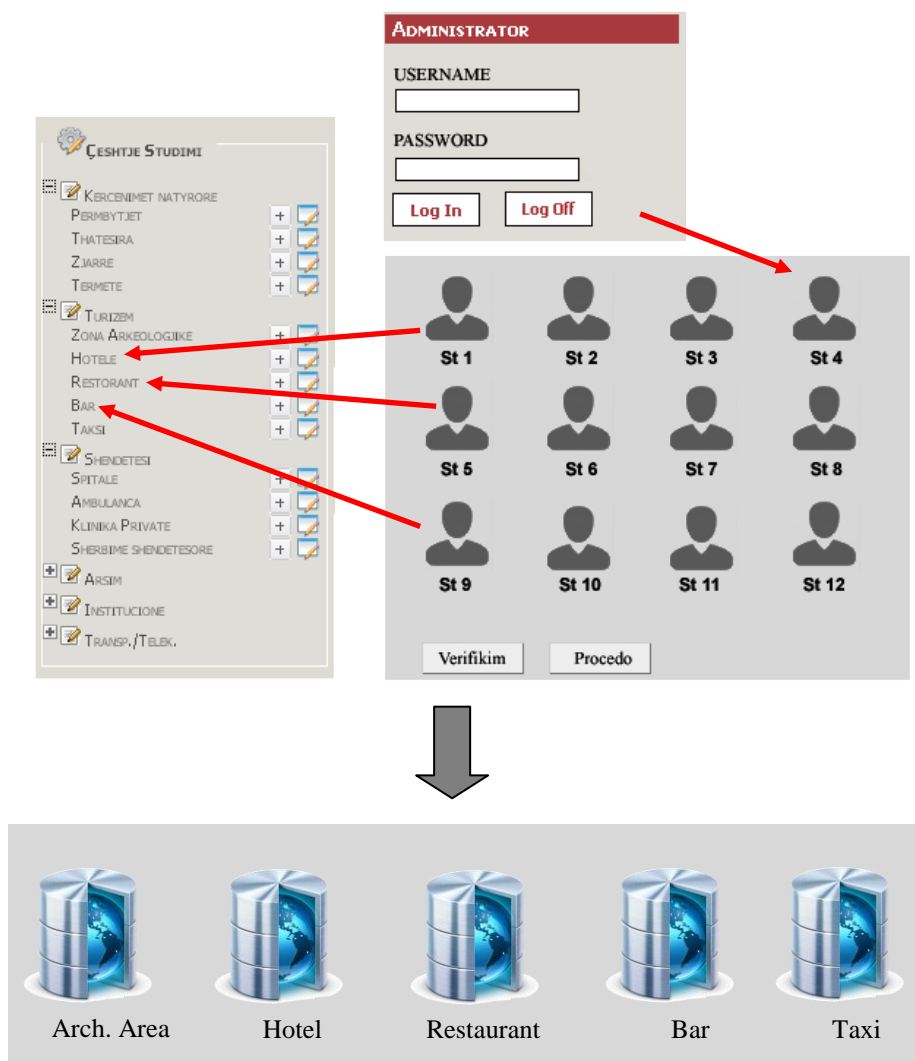 ADMINISTRATOR
USERNAME
PASSWORD
Log In Log Off
ÇESHTJE STUDIMI
KERCENIMET NATYRORE
PERMBYTJET
THATESIRA
ZJARRE
TERMETE
TURIZEM
ZONA ARKEOLOGJIKE
HOTELE
RESTORANT
BAR
TAKSI
SHENDETESI
SPITALE
AMBULANCA
KLINIKA PRIVATE
SHERBIME SHENDETESORE
ARSIM
INSTITUCIONE
TRANSP./TELEK.
St 1 St 2 St 3 St 4
St 5 St 6 St 7 St 8
St 9 St 10 St 11 St 12
Verifikim Procedo
Arch. Area Hotel Restaurant Bar Taxi